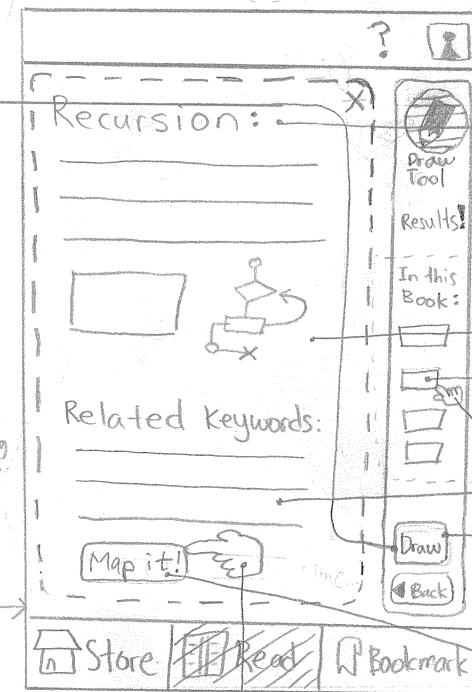 ?
X
Recursion:
Draw
Tool
Results!
In this
Book:
Related Keywords:
Map it!
Draw
Back
Store
Read
Bookmark